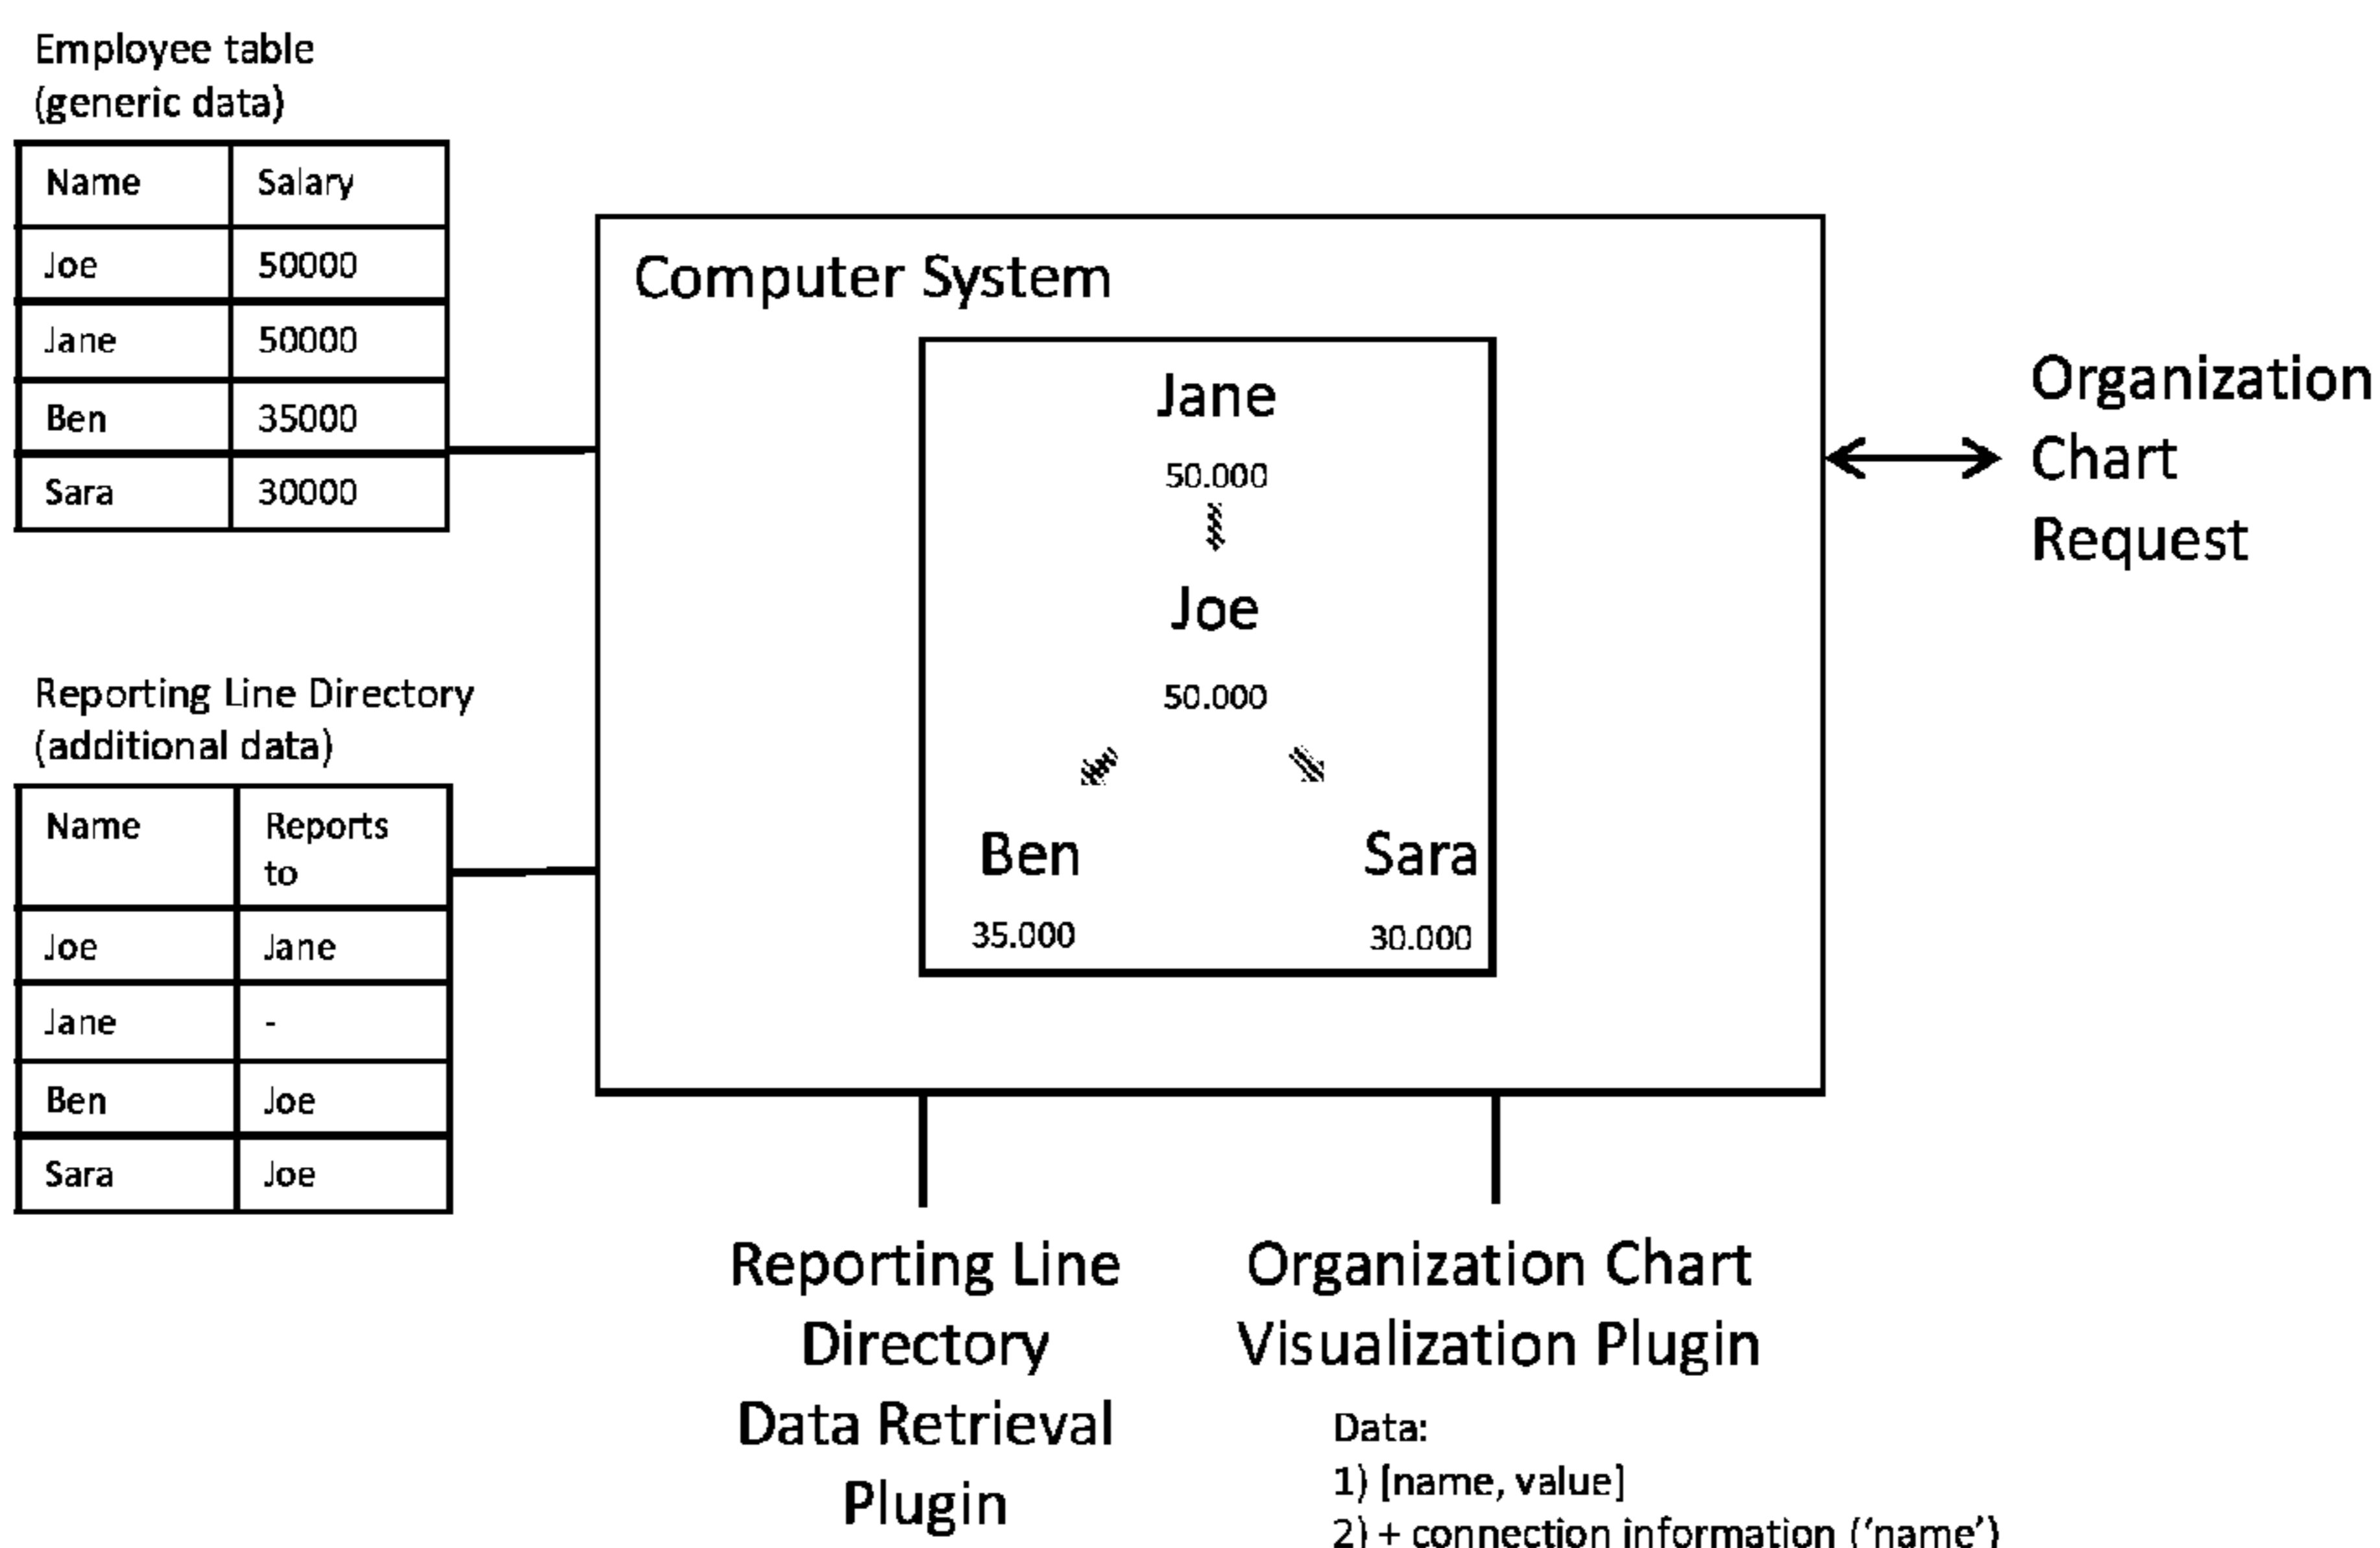 Employee table
(generic data)
Name Salary
Joe 50000
Jane 50000
Ben 35000
Sara 30000
Reporting Line Directory
(additional data)
Name Reports
to
Joe Jane
Jane -
Ben Joe
Sara Joe
Computer System
Jane
50.000
Joe
50.000
Ben Sara
35.000 30.000
Organization
Chart
Request
Reporting Line
Directory
Data Retrieval
Plugin
Organization Chart
Visualization Plugin
Data:
1) [name, value]
2) + connection information (‘name’)